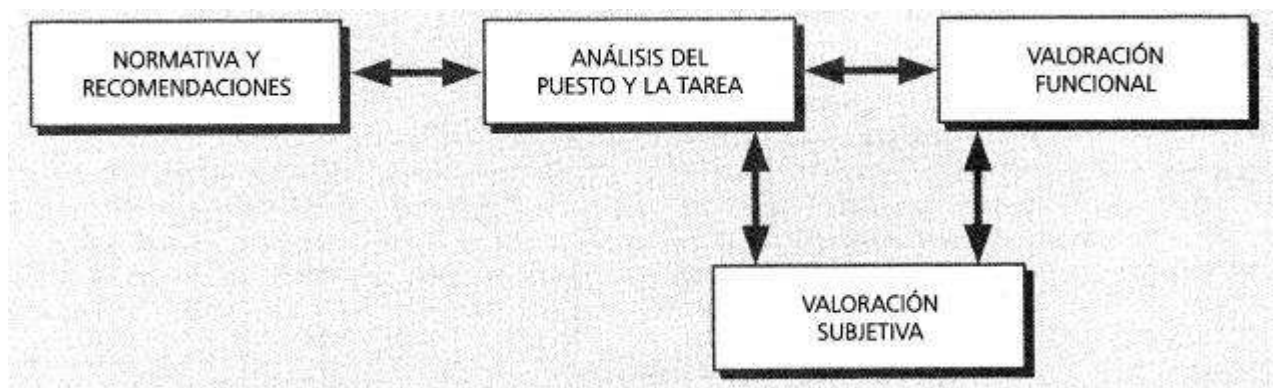 NORMATIVA Y
RECOMENDACIONES
ANÁLISIS DEL
PUESTO Y LA TAREA
VALORACIÓN
FUNCIONAL
VALORACIÓN
SUBJETIVA